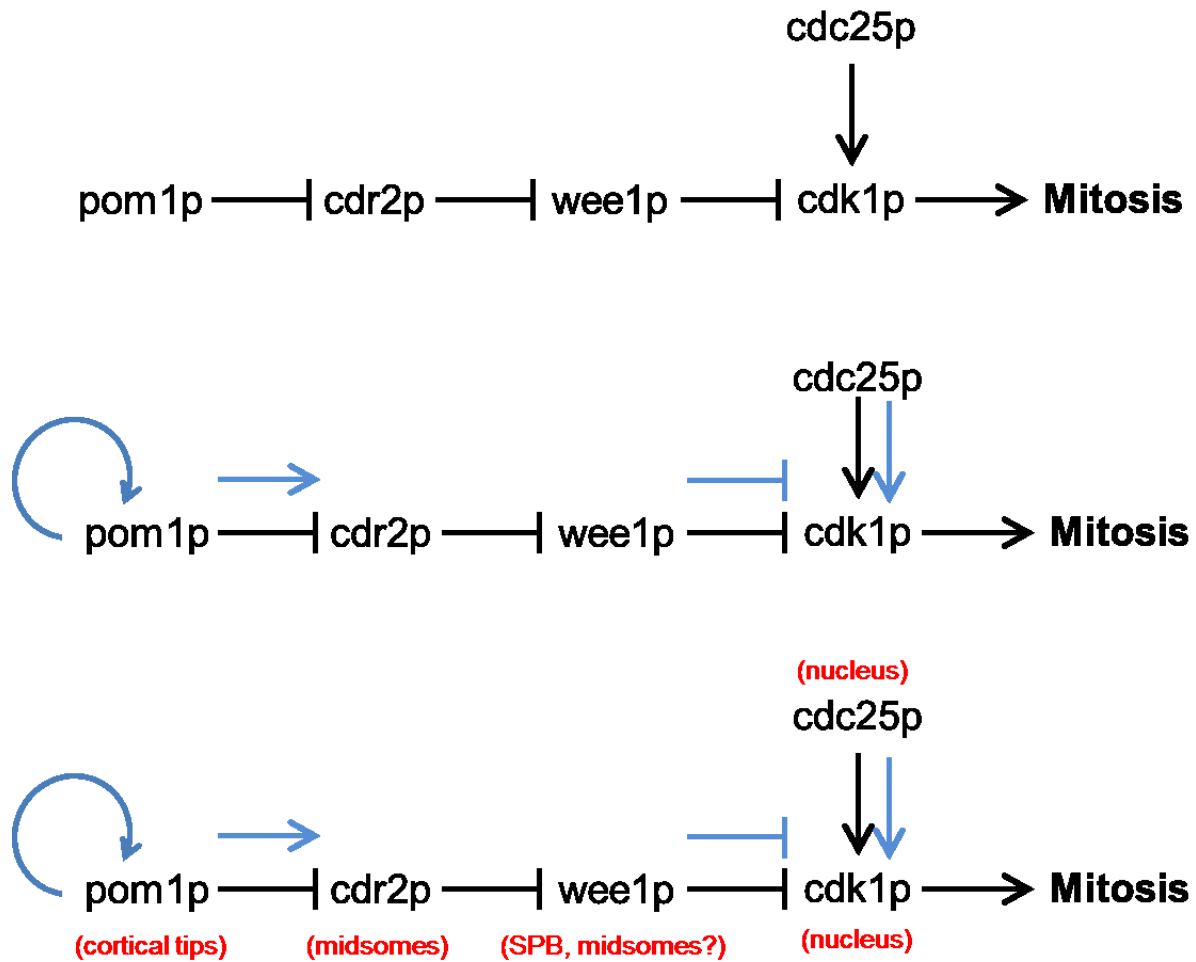 cdc25p
pom1p cdr2p wee1p cdk1p Mitosis
cdc25p
pom1p cdr2p wee1p cdk1p Mitosis
(nucleus)
cdc25p
pom1p cdr2p wee1p cdk1p Mitosis
(cortical tips) (midsomes) (SPB, midsomes?) (nucleus)